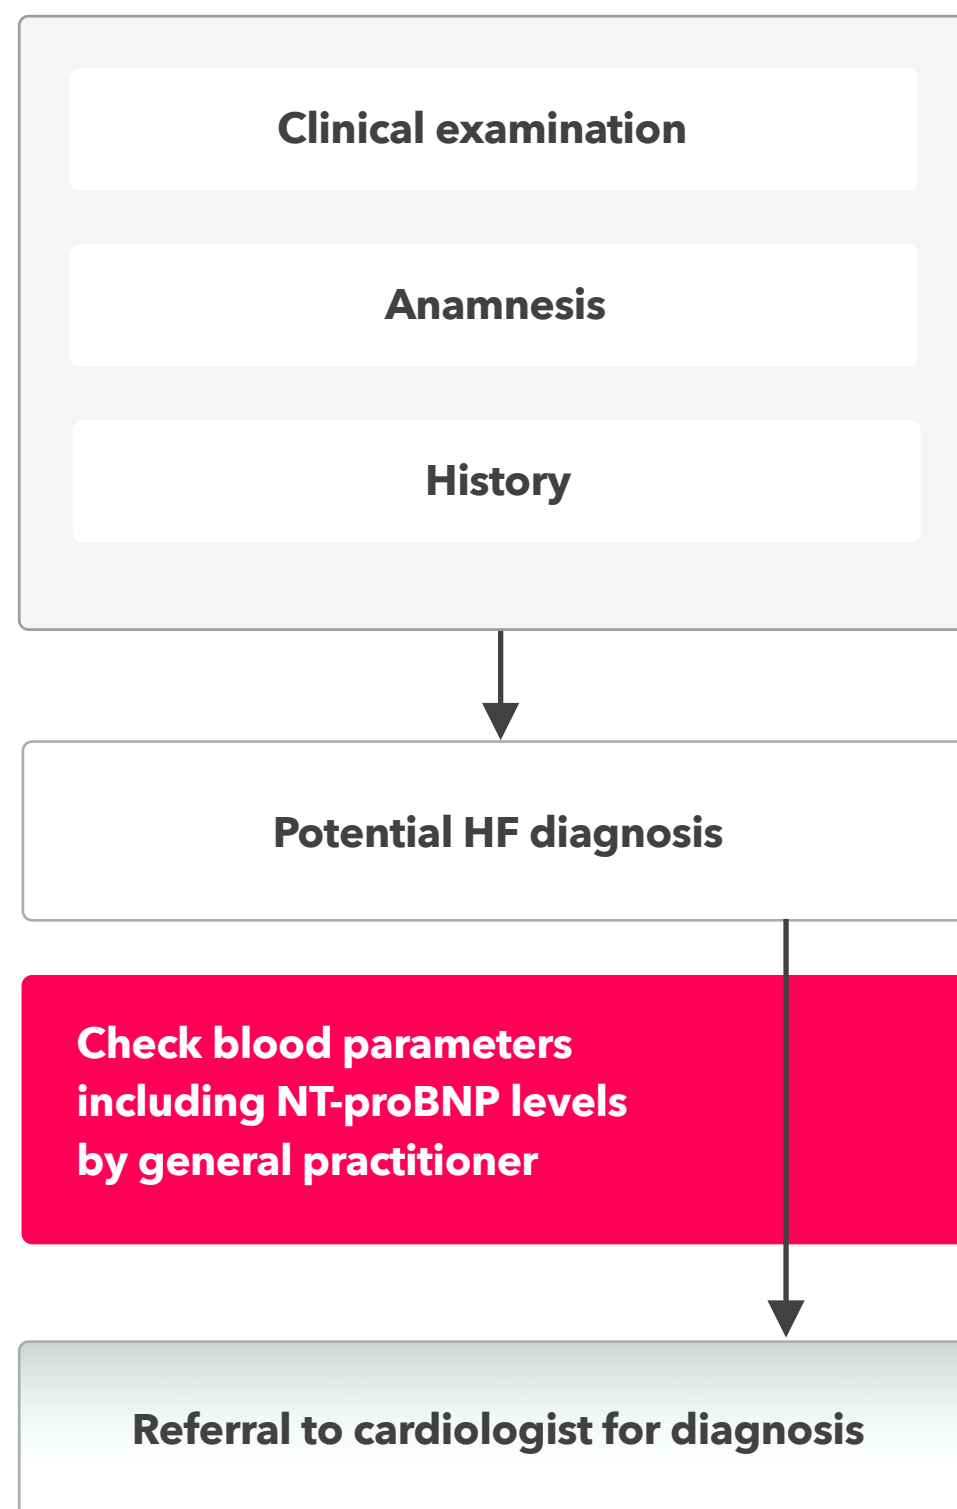 Clinical examination
Anamnesis
History
Potential HF diagnosis
Check blood parameters
including NT-proBNP levels
by general practitioner
Referral to cardiologist for diagnosis